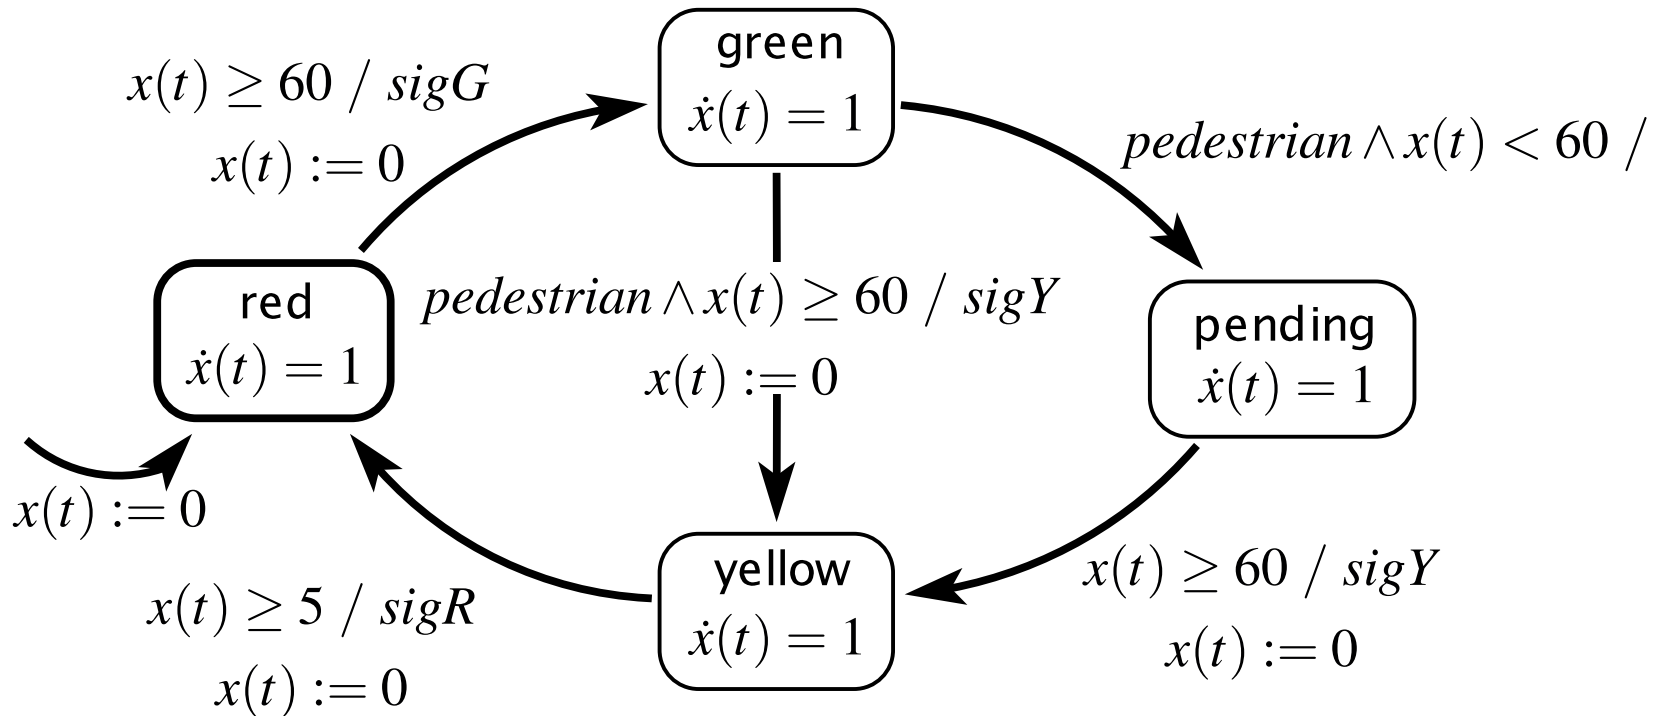 green
ẋ(t) = 1
x(t) ≥ 60 / sigG
x(t) := 0
pedestrian ∧ x(t) < 60 /
red
ẋ(t) = 1
pedestrian ∧ x(t) ≥ 60 / sigY
x(t) := 0
pending
ẋ(t) = 1
x(t) := 0
yellow
ẋ(t) = 1
x(t) ≥ 60 / sigY
x(t) := 0
x(t) ≥ 5 / sigR
x(t) := 0